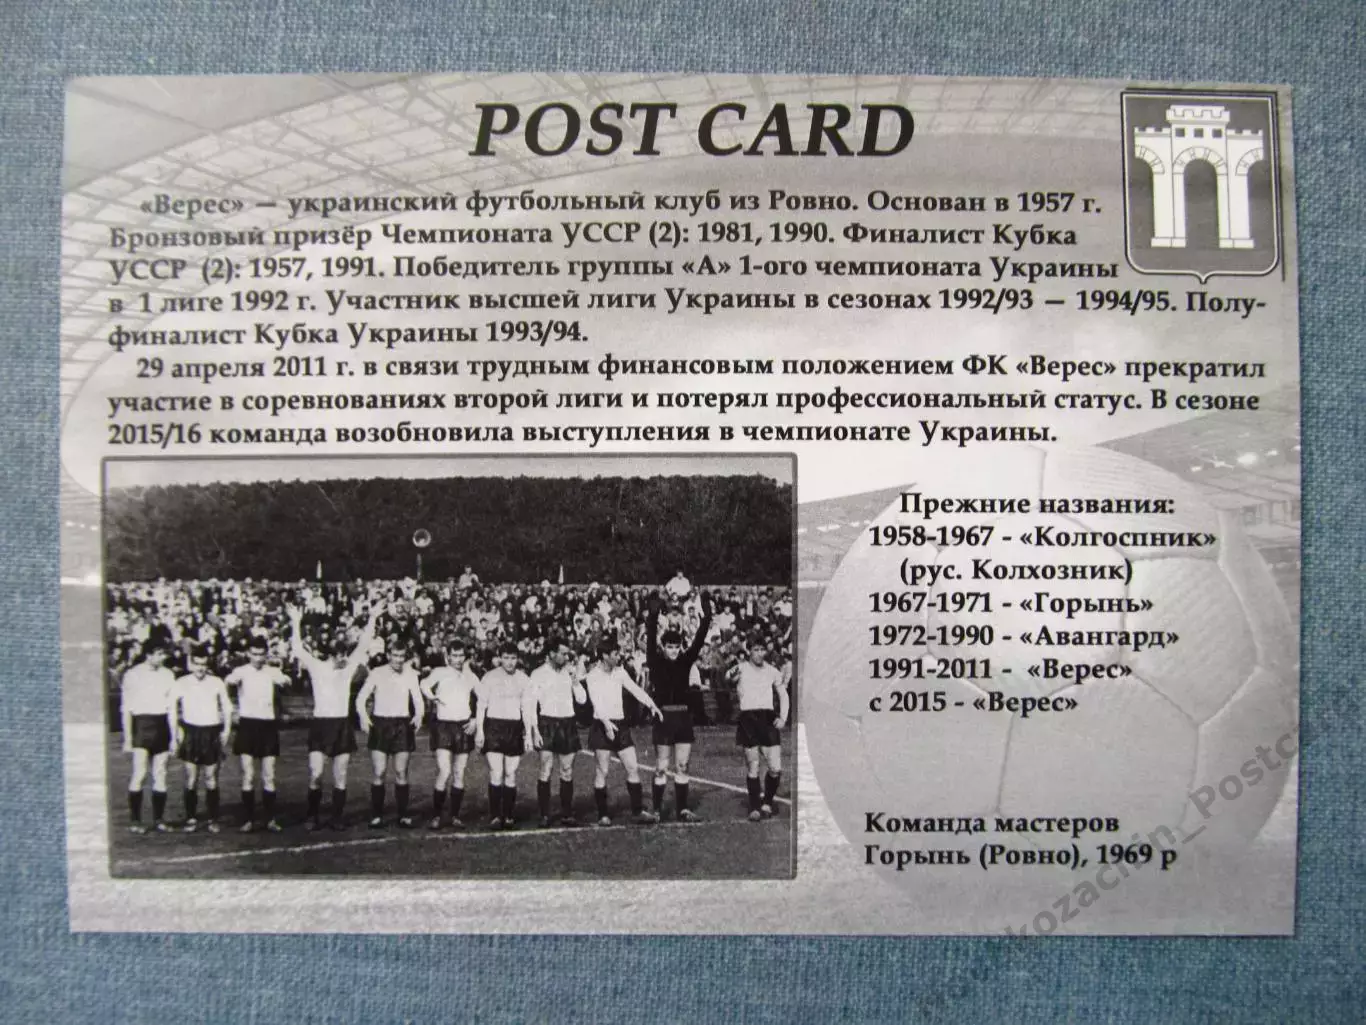 POST CARD
«Верес» — украинский футбольный клуб из Ровно. Основан в 1957 г.
Бронзовый призёр Чемпионата УССР (2): 1981, 1990. Финалист Кубка
УССР (2): 1957, 1991. Победитель группы «А» 1-ого чемпионата Украины
в 1 лиге 1992 г. Участник высшей лиги Украины в сезонах 1992/93 — 1994/95. Полу-
финалист Кубка Украины 1993/94.
29 апреля 2011 г. в связи трудным финансовым положением ФК «Верес» прекратил
участие в соревнованиях второй лиги и потерял профессиональный статус. В сезоне
2015/16 команда возобновила выступления в чемпионате Украины.
Прежние названия:
1958-1967 - «Колгоспник»
(рус. Колхозник)
1967-1971 - «Горынь»
1972-1990 - «Авангард»
1991-2011 - «Верес»
с 2015 - «Верес»
Команда мастеров
Горынь (Ровно), 1969 р
kozachin_Postc